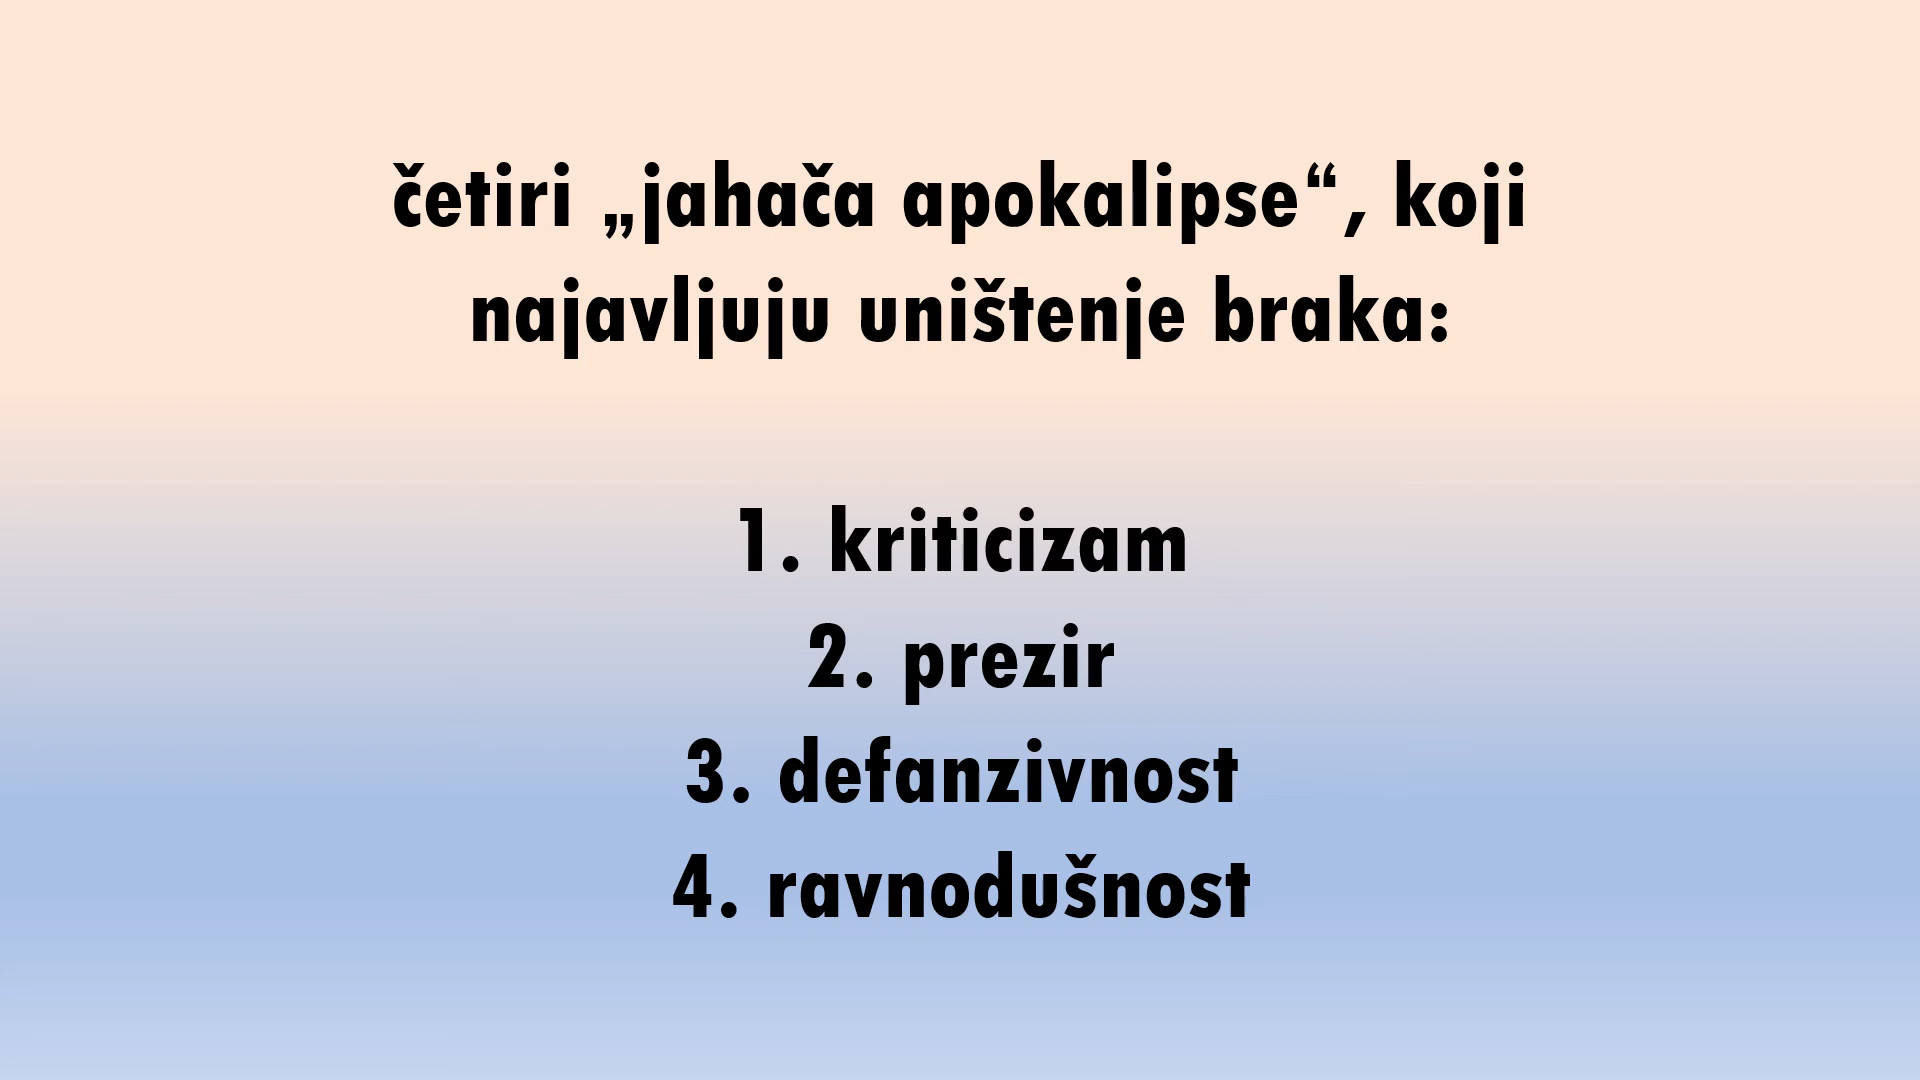 četiri „jahača apokalipse“, koji
najavljuju uništenje braka:
1. kriticizam
2. prezir
3. defanzivnost
4. ravnodušnost